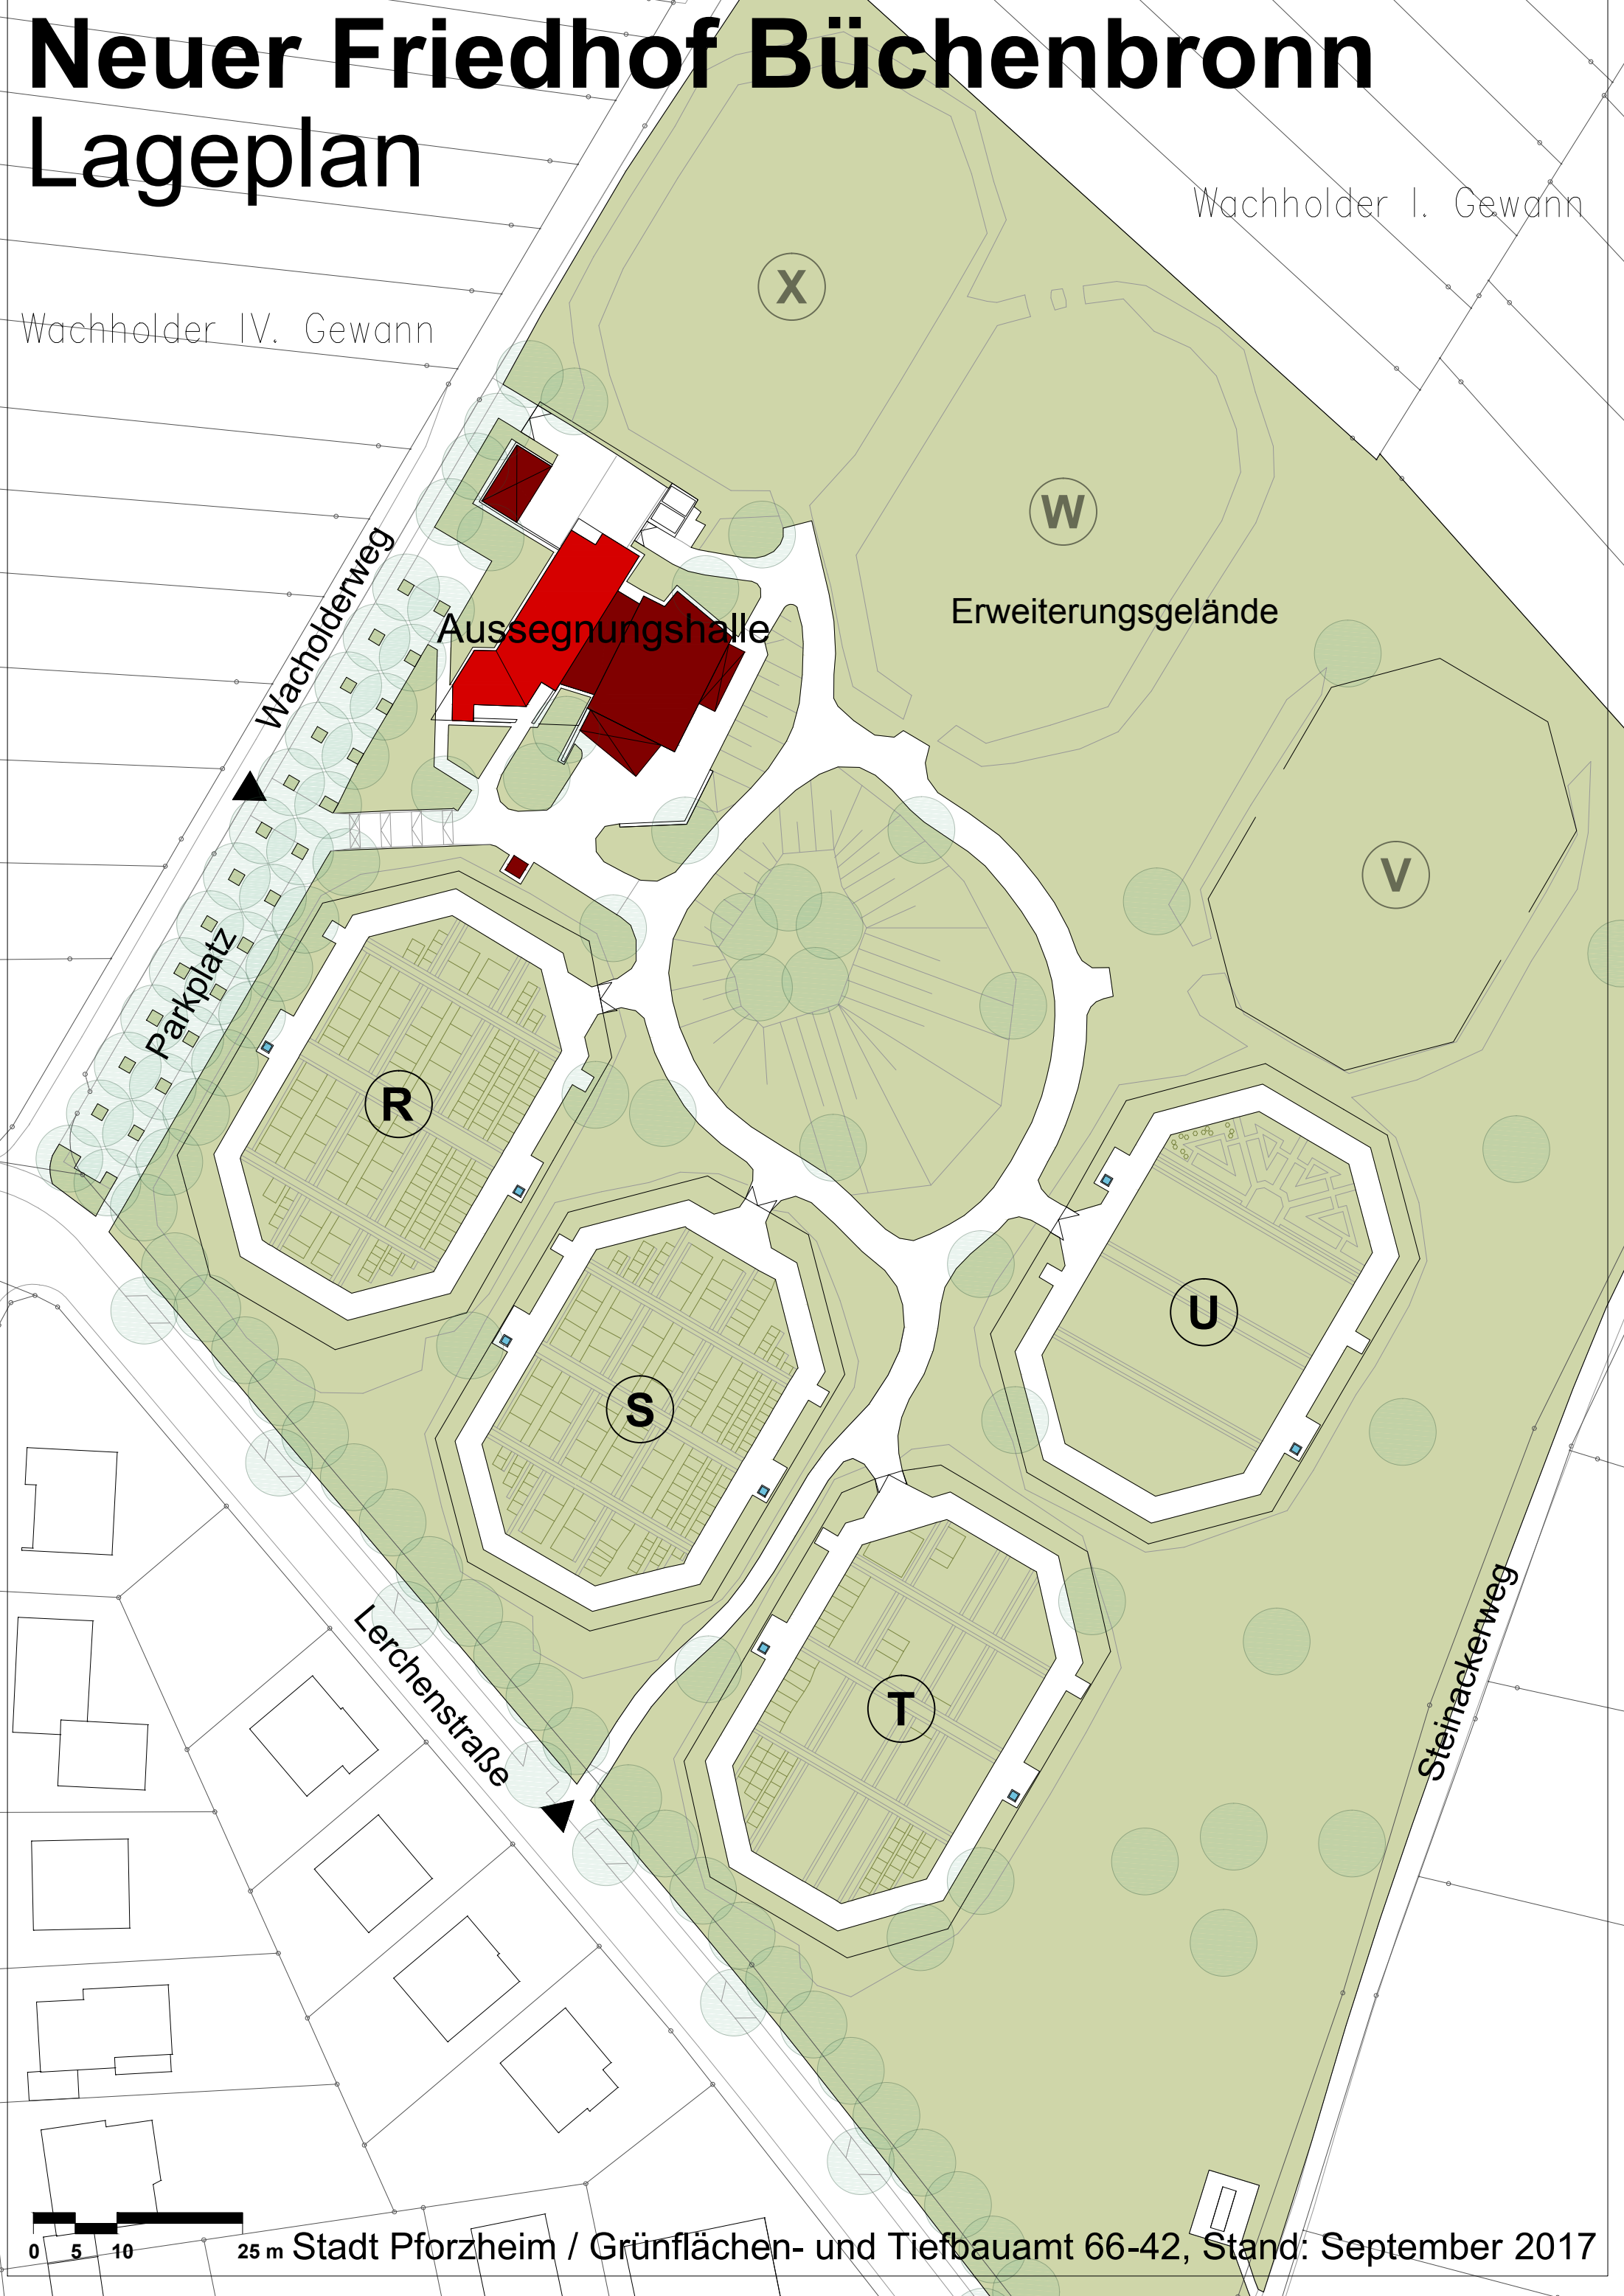 Neuer Friedhof Büchenbronn
Lageplan
Wachholder I. Gewann
X
Wachholder IV. Gewann
W
Wacholderweg
Aussegnungshalle
Erweiterungsgelände
V
Parkplatz
R
U
S
Lerchenstraße
T
Steinackerweg
0 5 10 25 m
Stadt Pforzheim / Grünflächen- und Tiefbauamt 66-42, Stand: September 2017